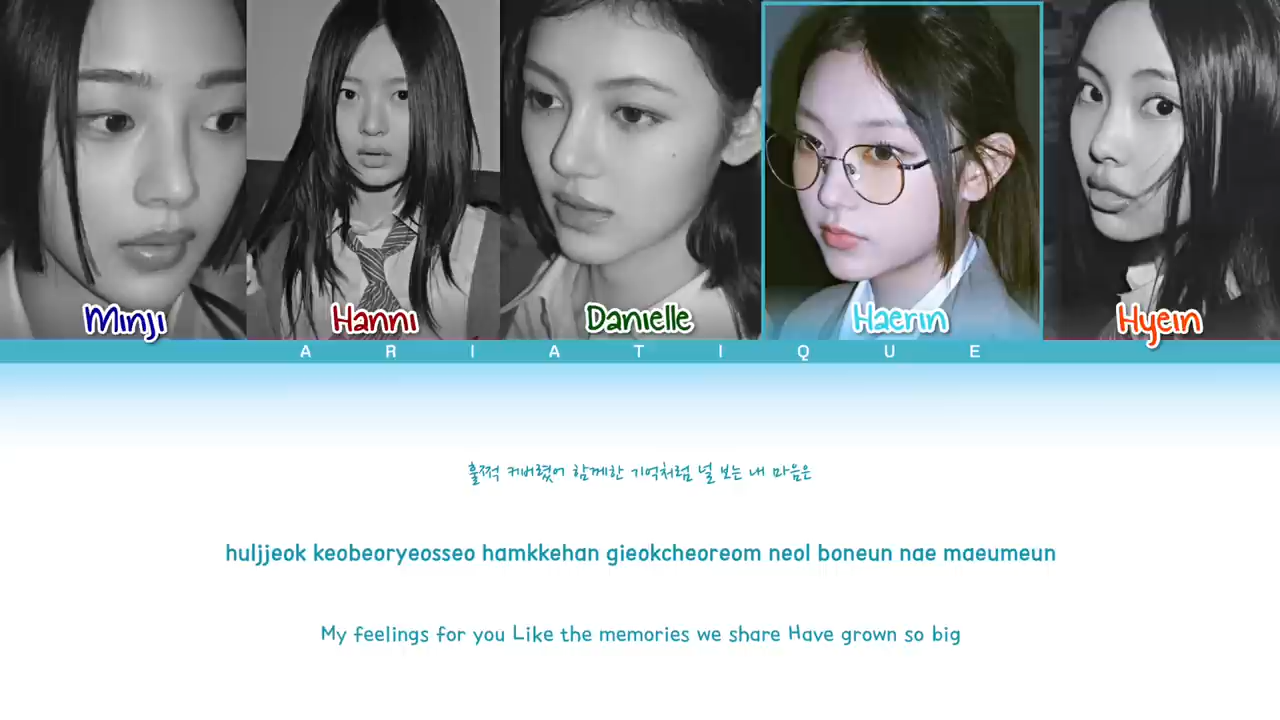 Minji Hanni Danielle Haerin Hyein
A R I A T I Q U E
훌쩍 커버렸어 함께한 기억처럼 널 보는 내 마음은
huljjeok keobeoryeosseo hamkkehan gieokcheoreom neol boneun nae maeumeun
My feelings for you Like the memories we share Have grown so big